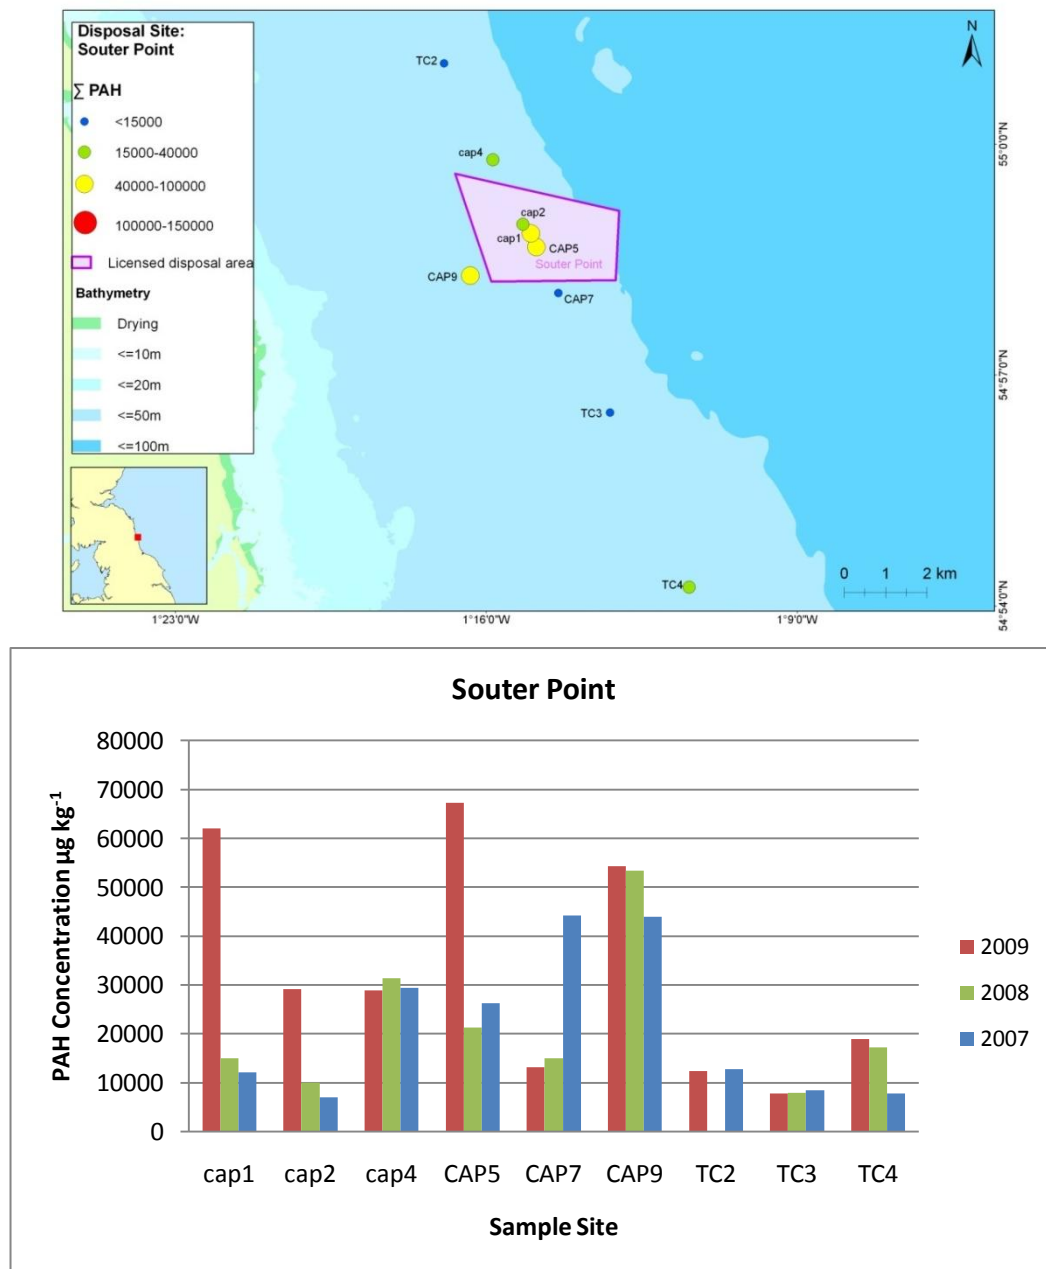 Disposal Site:
Souter Point
∑ PAH
<15000
15000-40000
40000-100000
100000-150000
Licensed disposal area
Bathymetry
Drying
<=10m
<=20m
<=50m
<=100m
N
TC2
cap4
cap2
cap1
CAP5
Souter Point
CAP9
CAP7
TC3
TC4
0 1 2 km
55°0'0"N
54°57'0"N
54°54'0"N
1°23'0"W 1°16'0"W 1°9'0"W
Souter Point
PAH Concentration µg kg⁻¹
80000
70000
60000
50000
40000
30000
20000
10000
0
2009
2008
2007
cap1 cap2 cap4 CAP5 CAP7 CAP9 TC2 TC3 TC4
Sample Site